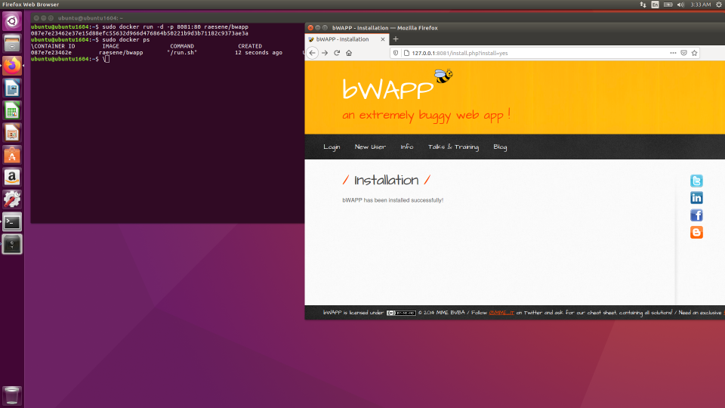 Firefox Web Browser
3:33 AM
ubuntu@ubuntu1604: ~
ubuntu@ubuntu1604:~$ sudo docker run -d -p 8081:80 raesene/bwapp
087e7e23462e37e15d08efc55632d966d476864b58221b9d3b71182c9373ae3a
ubuntu@ubuntu1604:~$ sudo docker ps
\CONTAINER ID IMAGE COMMAND CREATED
087e7e23462e raesene/bwapp "/run.sh" 12 seconds ago
ubuntu@ubuntu1604:~$ \
bWAPP - Installation — Mozilla Firefox
bWAPP - Installation
127.0.0.1:8081/install.php?install=yes
bWAPP
an extremely buggy web app !
Login New User Info Talks & Training Blog
/ Installation /
bWAPP has been installed successfully!
bWAPP is licensed under © 2014 MME BVBA / Follow @MME_IT on Twitter and ask for our cheat sheet, containing all solutions! / Need an exclusive